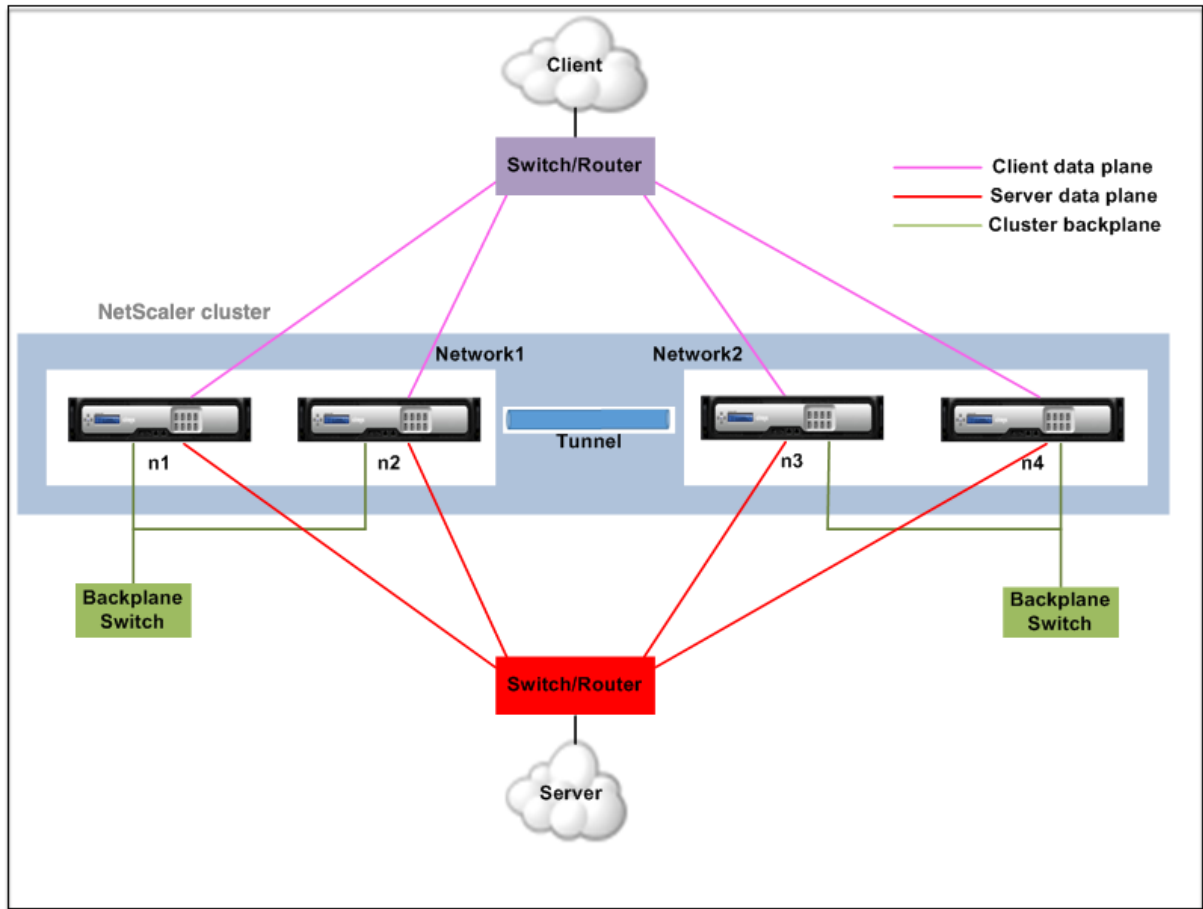 Client
Switch/Router
Client data plane
Server data plane
Cluster backplane
NetScaler cluster
Network1
Network2
Tunnel
n1
n2
n3
n4
Backplane
Switch
Backplane
Switch
Switch/Router
Server